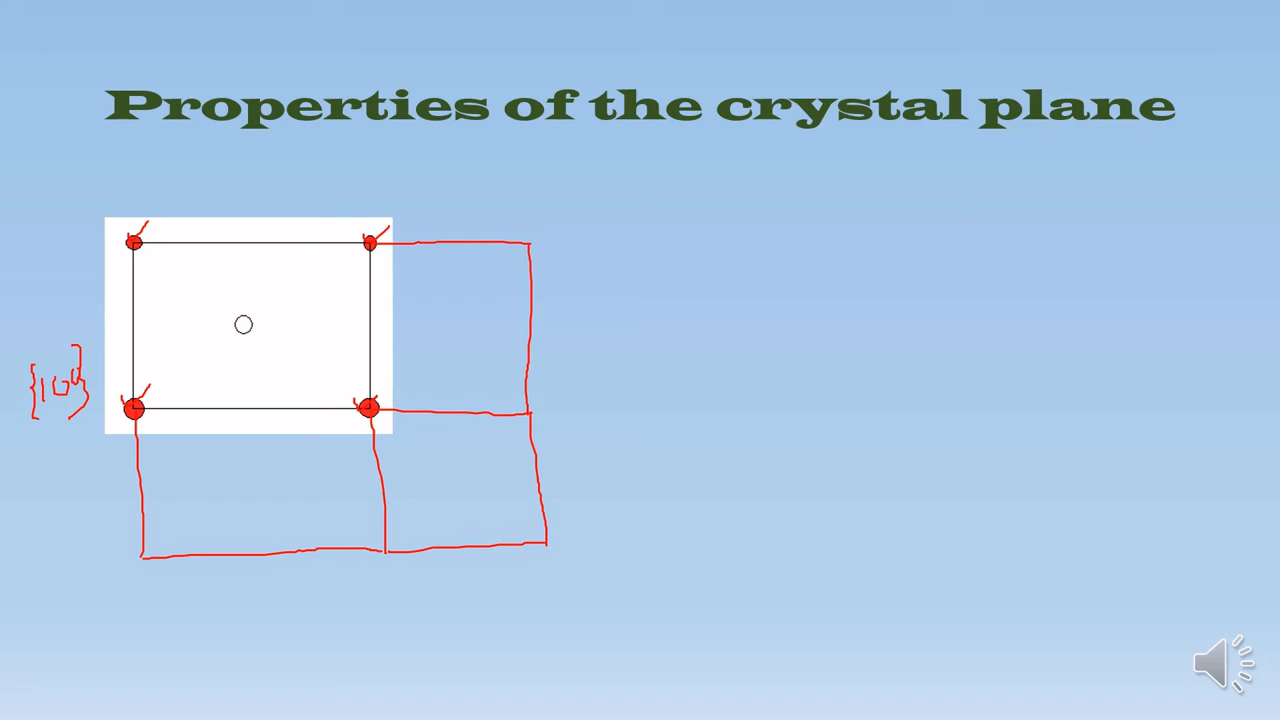 Properties of the crystal plane
{100}